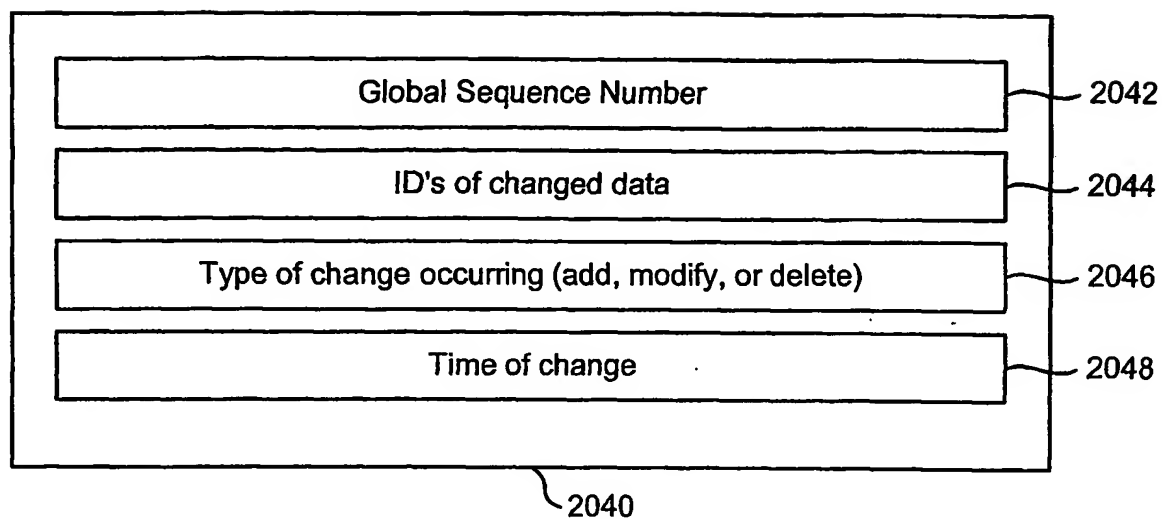 Global Sequence Number 2042
ID's of changed data 2044
Type of change occurring (add, modify, or delete) 2046
Time of change 2048
2040